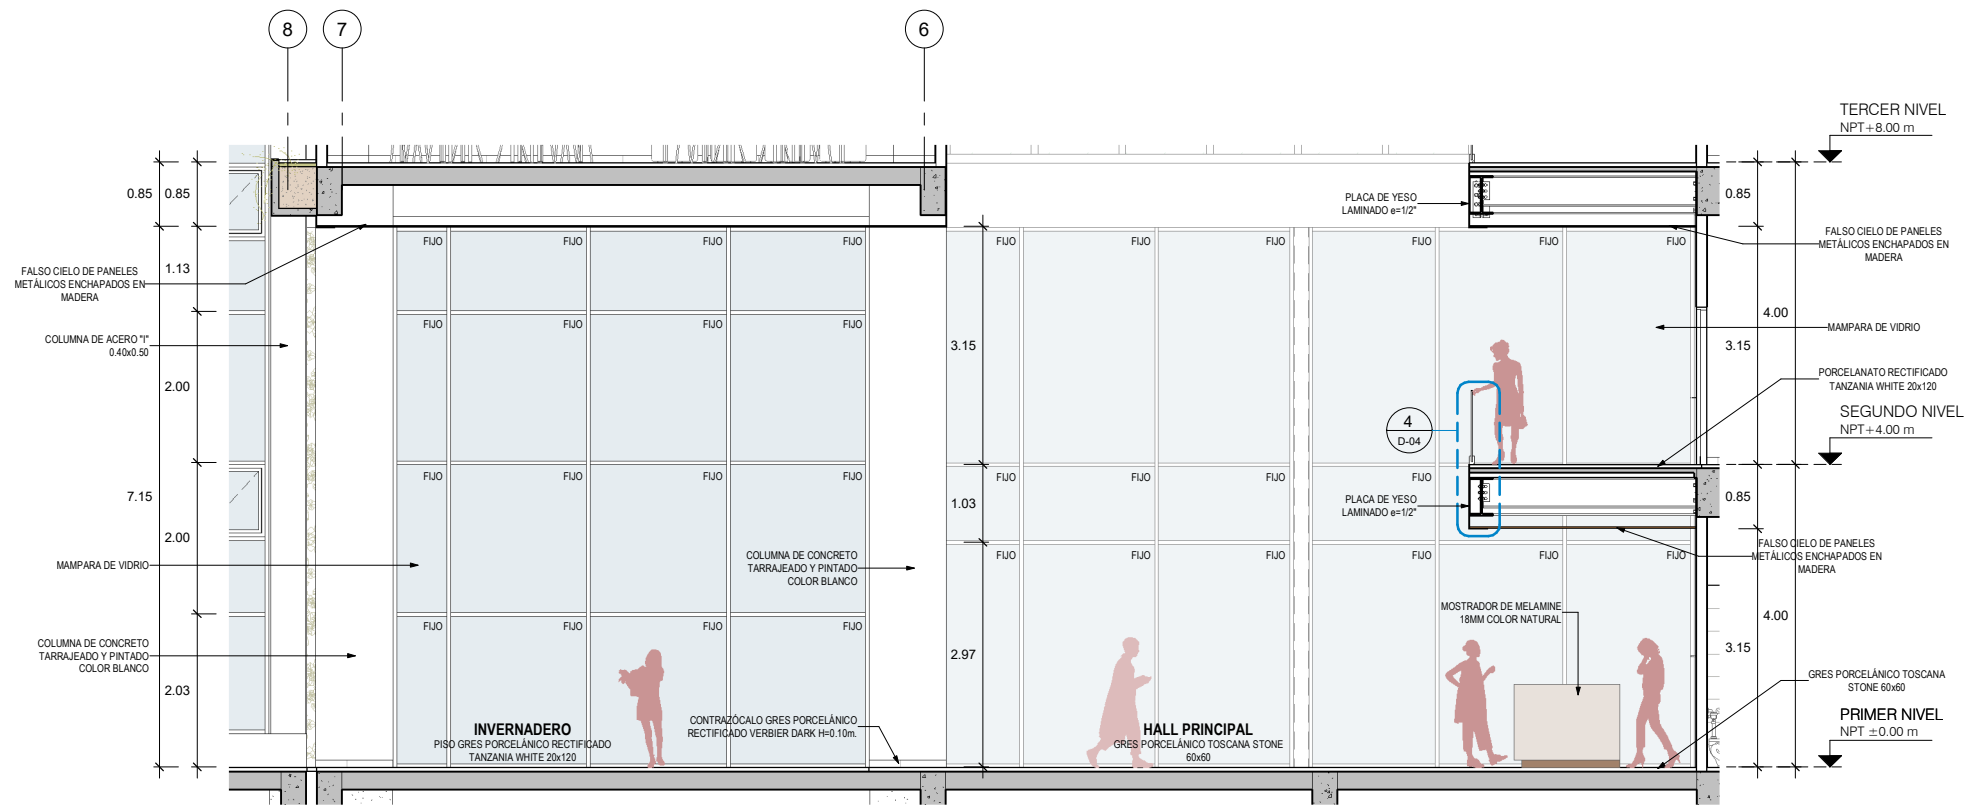 8
7
6
TERCER NIVEL
NPT+8.00 m
0.85
0.85
PLACA DE YESO
LAMINADO e=1/2"
0.85
FIJO
FIJO
FIJO
FIJO
FIJO
FIJO
FIJO
FIJO
FIJO
FALSO CIELO DE PANELES
METÁLICOS ENCHAPADOS EN
MADERA
FALSO CIELO DE PANELES
METÁLICOS ENCHAPADOS EN
MADERA
1.13
4.00
FIJO
FIJO
FIJO
FIJO
MAMPARA DE VIDRIO
COLUMNA DE ACERO "I"
0.40x0.50
3.15
3.15
2.00
PORCELANATO RECTIFICADO
TANZANIA WHITE 20x120
4
D-04
SEGUNDO NIVEL
NPT+4.00 m
FIJO
FIJO
FIJO
FIJO
FIJO
FIJO
FIJO
FIJO
7.15
1.03
PLACA DE YESO
LAMINADO e=1/2"
0.85
2.00
FALSO CIELO DE PANELES
METÁLICOS ENCHAPADOS EN
MADERA
FIJO
FIJO
FIJO
FIJO
FIJO
FIJO
MAMPARA DE VIDRIO
COLUMNA DE CONCRETO
TARRAJEADO Y PINTADO
COLOR BLANCO
MOSTRADOR DE MELAMINE
18MM COLOR NATURAL
4.00
FIJO
FIJO
FIJO
FIJO
COLUMNA DE CONCRETO
TARRAJEADO Y PINTADO
COLOR BLANCO
2.97
3.15
2.03
GRES PORCELÁNICO TOSCANA
STONE 60x60
CONTRAZÓCALO GRES PORCELÁNICO
RECTIFICADO VERBIER DARK H=0.10m.
PRIMER NIVEL
NPT ±0.00 m
INVERNADERO
PISO GRES PORCELÁNICO RECTIFICADO
TANZANIA WHITE 20x120
HALL PRINCIPAL
GRES PORCELÁNICO TOSCANA STONE
60x60